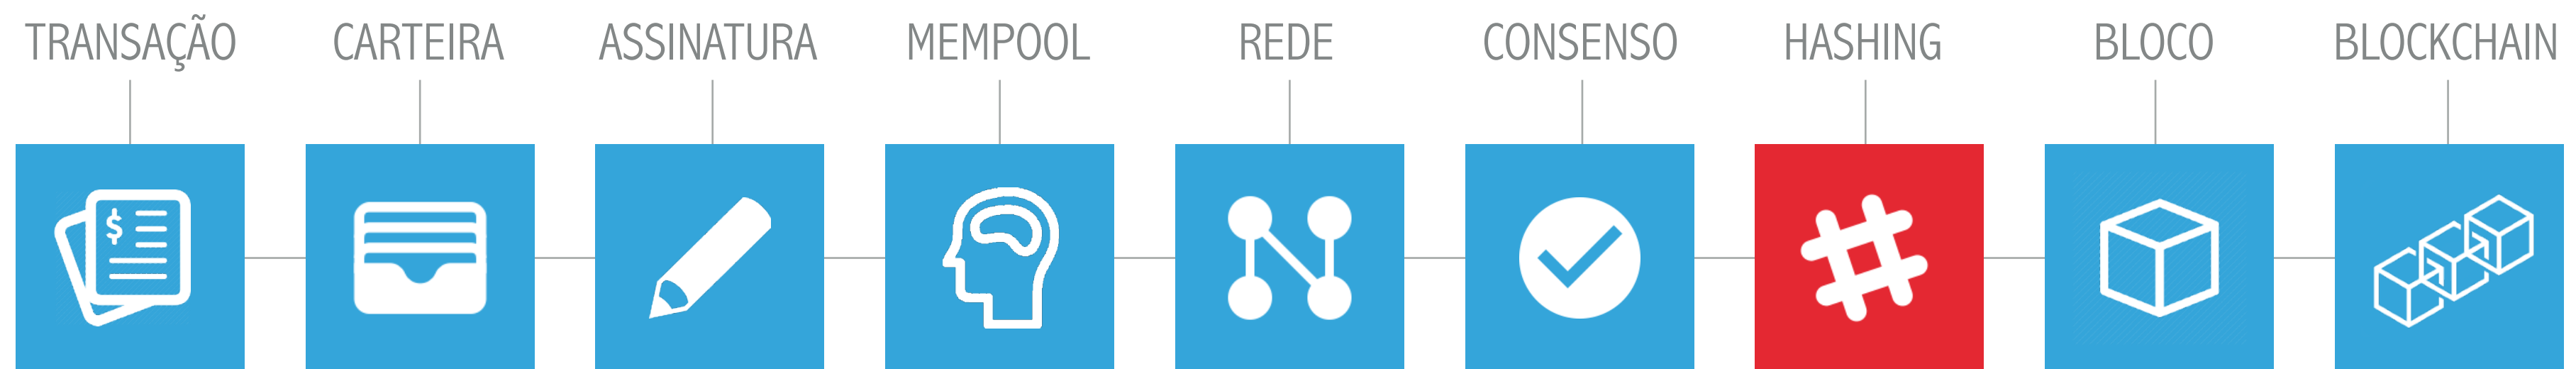 TRANSAÇÃO CARTEIRA ASSINATURA MEMPOOL REDE CONSENSO HASHING BLOCO BLOCKCHAIN
$